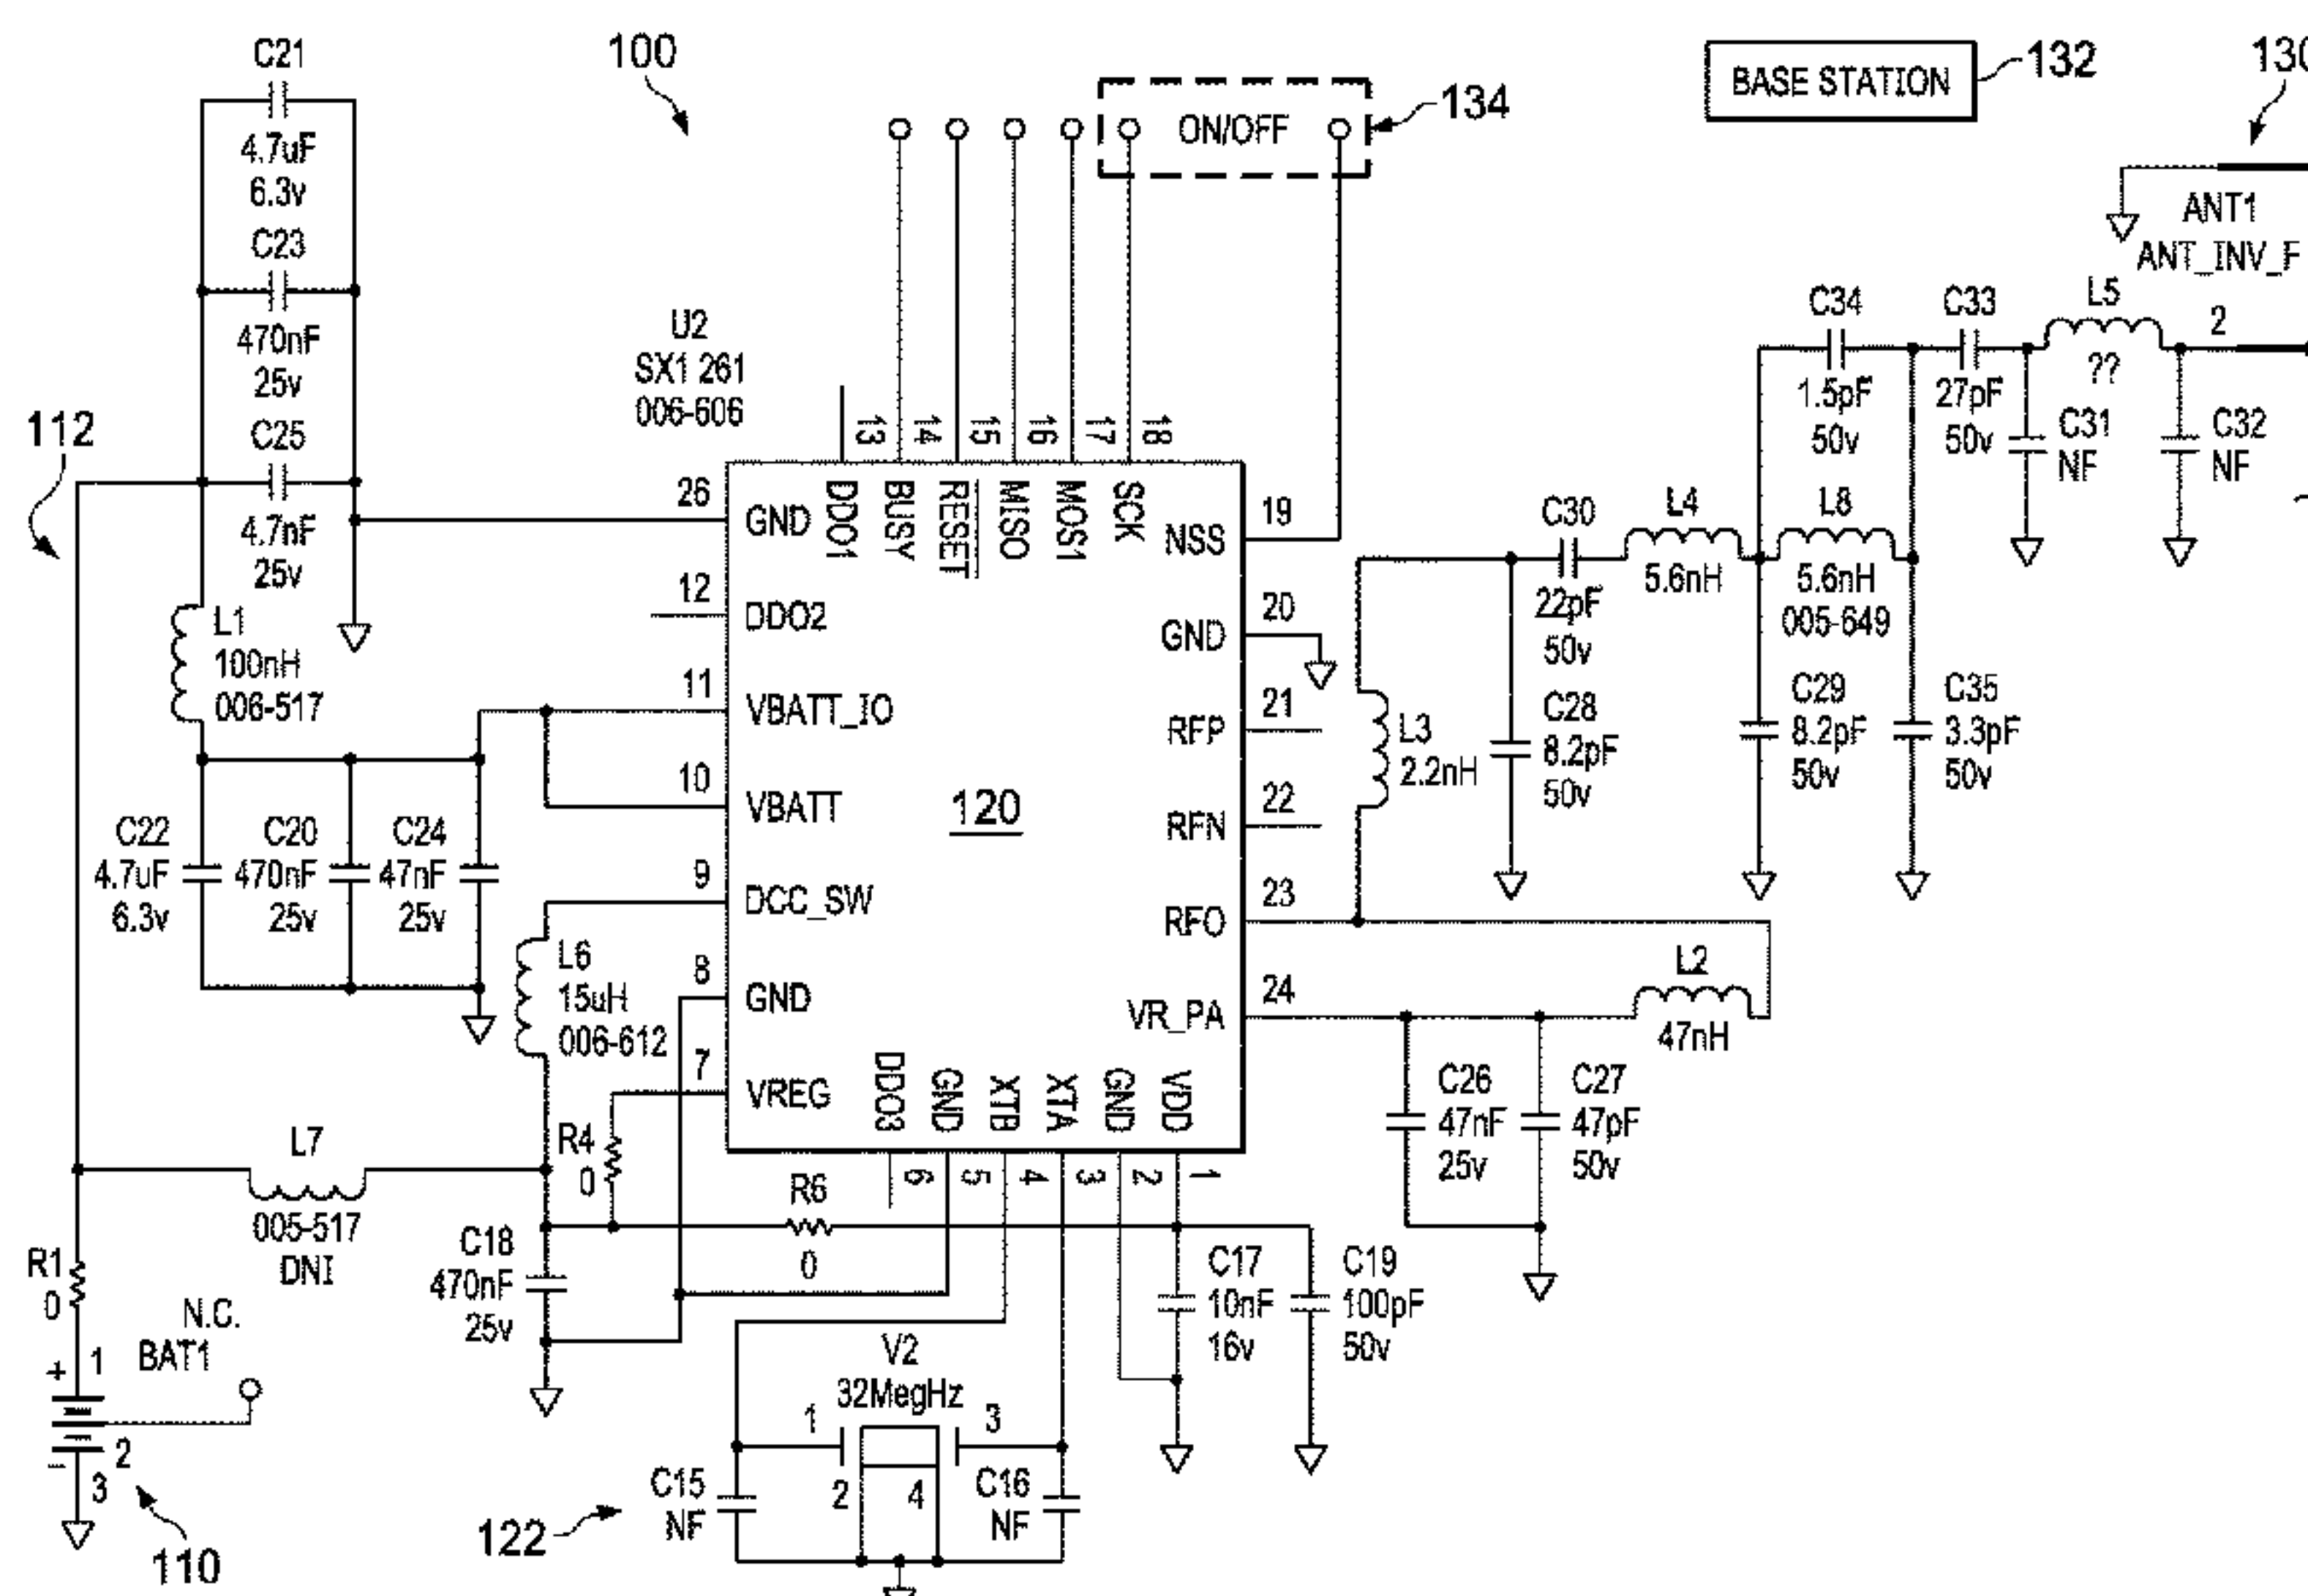 C21
4.7uF
6.3v
C23
470nF
25v
C25
4.7nF
25v
112
L1
100nH
006-517
C22
4.7uF
6.3v
C20
470nF
25v
C24
47nF
25v
L6
15uH
006-612
L7
005-517
DNI
R1
0
N.C.
BAT1
+
1
2
-
3
110
C18
470nF
25v
R4
0
R6
0
100
ON/OFF
134
U2
SX1 261
006-606
13
14
15
16
17
18
DDO1
BUSY
RESET
MISO
MOS1
SCK
26
GND
12
DDO2
11
VBATT_IO
10
VBATT
9
DCC_SW
8
GND
7
VREG
120
19
NSS
20
GND
21
RFP
22
RFN
23
RFO
24
VR_PA
DDO3
GND
XTB
XTA
GND
VDD
6
5
4
3
2
1
V2
32MegHz
1
3
2
4
C15
NF
C16
NF
122
C17
10nF
16v
C19
100pF
50v
C26
47nF
25v
C27
47pF
50v
L2
47nH
L3
2.2nH
C28
8.2pF
50v
C30
22pF
50v
L4
5.6nH
L8
5.6nH
005-649
C29
8.2pF
50v
C35
3.3pF
50v
C34
1.5pF
50v
C33
27pF
50v
C31
NF
L5
??
C32
NF
2
ANT1
ANT_INV_F
BASE STATION
132
130